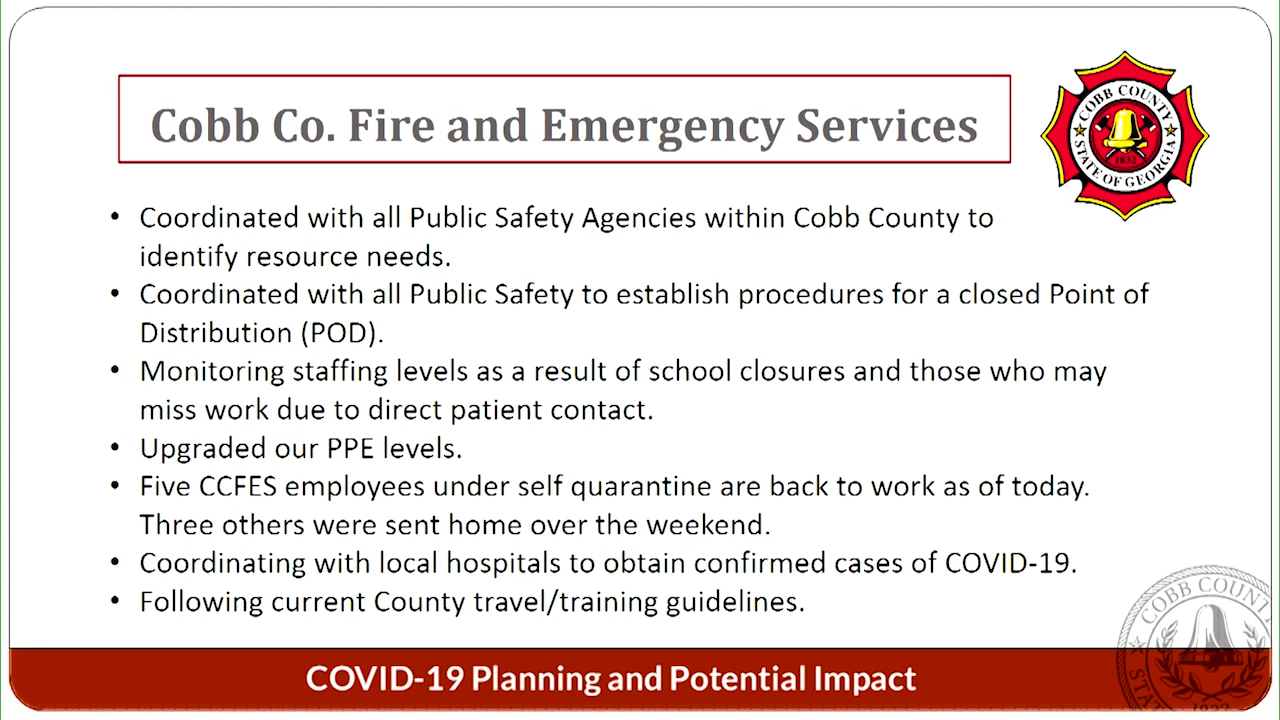 Cobb Co. Fire and Emergency Services
COBB COUNTY
1832
STATE OF GEORGIA
• Coordinated with all Public Safety Agencies within Cobb County to
identify resource needs.
• Coordinated with all Public Safety to establish procedures for a closed Point of
Distribution (POD).
• Monitoring staffing levels as a result of school closures and those who may
miss work due to direct patient contact.
• Upgraded our PPE levels.
• Five CCFES employees under self quarantine are back to work as of today.
Three others were sent home over the weekend.
• Coordinating with local hospitals to obtain confirmed cases of COVID-19.
• Following current County travel/training guidelines.
COBB COUNT
STAT
1832
COVID-19 Planning and Potential Impact